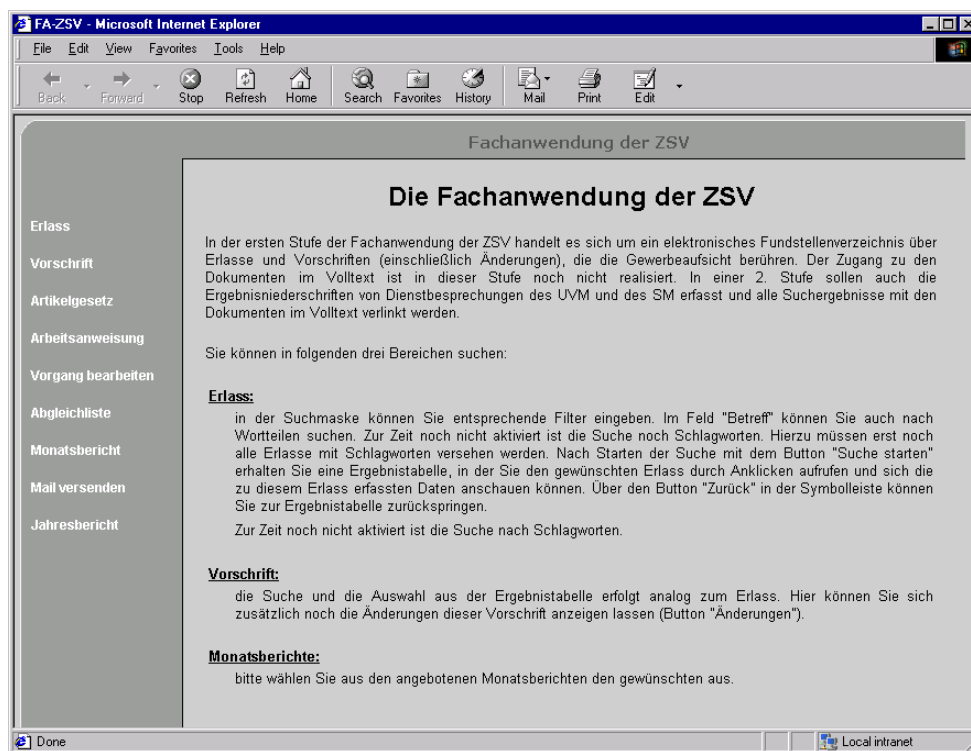 FA-ZSV - Microsoft Internet Explorer
File Edit View Favorites Tools Help
Back Forward Stop Refresh Home Search Favorites History Mail Print Edit
Fachanwendung der ZSV
Erlass
Vorschrift
Artikelgesetz
Arbeitsanweisung
Vorgang bearbeiten
Abgleichliste
Monatsbericht
Mail versenden
Jahresbericht
Die Fachanwendung der ZSV
In der ersten Stufe der Fachanwendung der ZSV handelt es sich um ein elektronisches Fundstellenverzeichnis über
Erlasse und Vorschriften (einschließlich Änderungen), die die Gewerbeaufsicht berühren. Der Zugang zu den
Dokumenten im Volltext ist in dieser Stufe noch nicht realisiert. In einer 2. Stufe sollen auch die
Ergebnisniederschriften von Dienstbesprechungen des UVM und des SM erfasst und alle Suchergebnisse mit den
Dokumenten im Volltext verlinkt werden.
Sie können in folgenden drei Bereichen suchen:
Erlass:
in der Suchmaske können Sie entsprechende Filter eingeben. Im Feld "Betreff" können Sie auch nach
Wortteilen suchen. Zur Zeit noch nicht aktiviert ist die Suche noch Schlagworten. Hierzu müssen erst noch
alle Erlasse mit Schlagworten versehen werden. Nach Starten der Suche mit dem Button "Suche starten"
erhalten Sie eine Ergebnistabelle, in der Sie den gewünschten Erlass durch Anklicken aufrufen und sich die
zu diesem Erlass erfassten Daten anschauen können. Über den Button "Zurück" in der Symbolleiste können
Sie zur Ergebnistabelle zurückspringen.
Zur Zeit noch nicht aktiviert ist die Suche nach Schlagworten.
Vorschrift:
die Suche und die Auswahl aus der Ergebnistabelle erfolgt analog zum Erlass. Hier können Sie sich
zusätzlich noch die Änderungen dieser Vorschrift anzeigen lassen (Button "Änderungen").
Monatsberichte:
bitte wählen Sie aus den angebotenen Monatsberichten den gewünschten aus.
Done
Local intranet